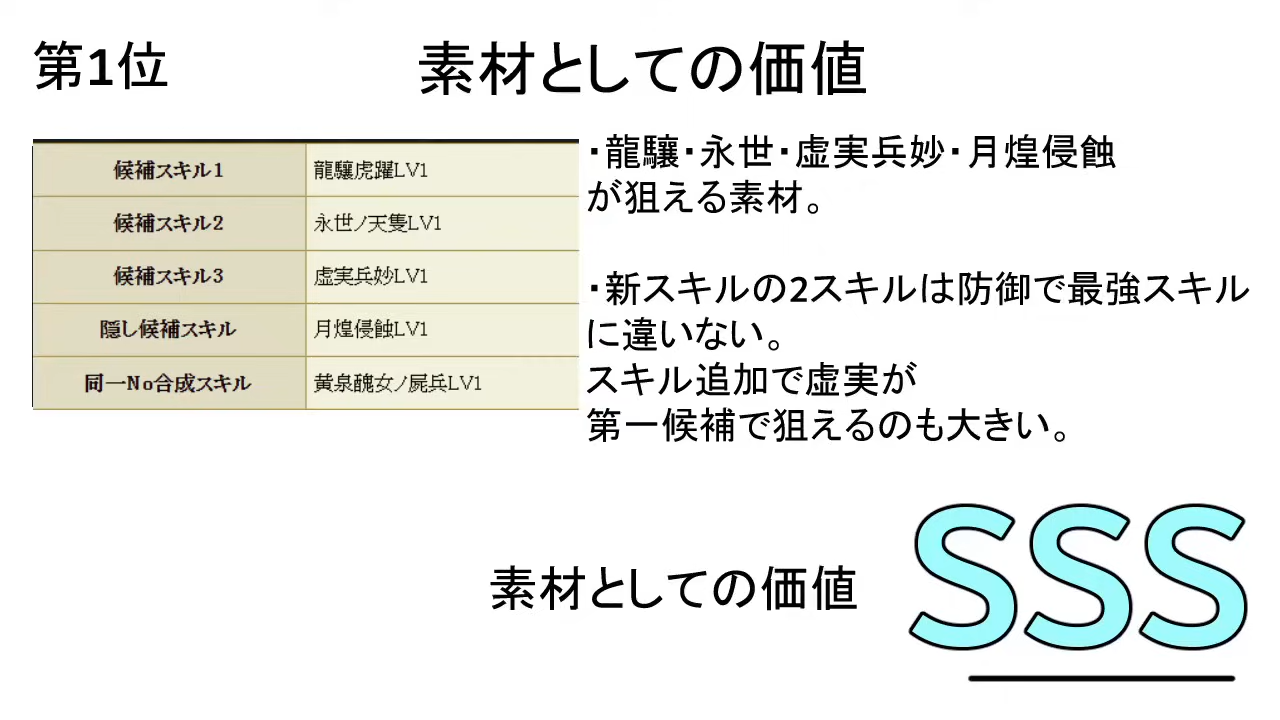 第1位
素材としての価値
候補スキル1 龍驤虎躍LV1
候補スキル2 永世ノ天隻LV1
候補スキル3 虚実兵妙LV1
隠し候補スキル 月煌侵蝕LV1
同一No合成スキル 黄泉醜女ノ屍兵LV1
・龍驤・永世・虚実兵妙・月煌侵蝕
が狙える素材。
・新スキルの2スキルは防御で最強スキル
に違いない。
スキル追加で虚実が
第一候補で狙えるのも大きい。
素材としての価値
SSS